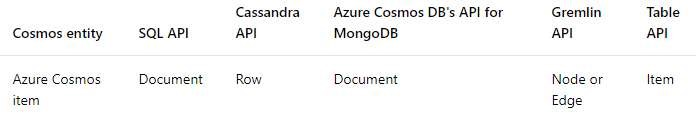 Cosmos entity SQL API Cassandra API Azure Cosmos DB's API for MongoDB Gremlin API Table API
Azure Cosmos item Document Row Document Node or Edge Item